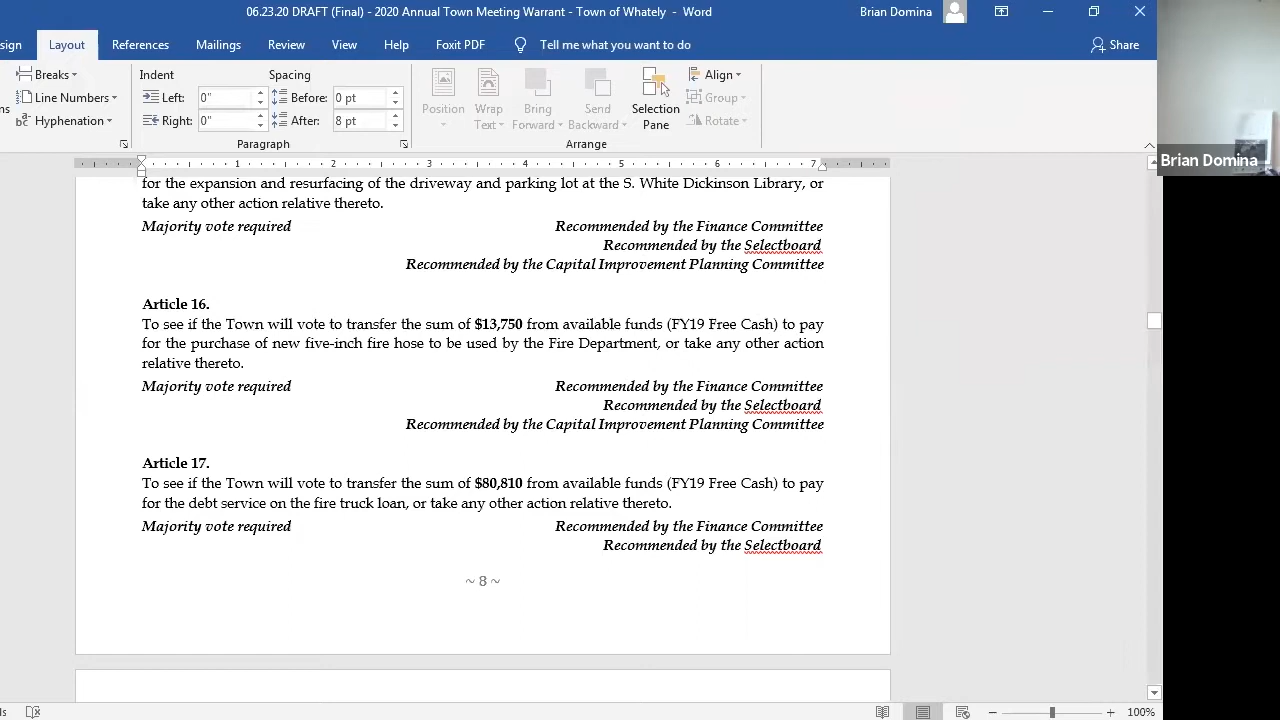 06.23.20 DRAFT (Final) - 2020 Annual Town Meeting Warrant - Town of Whately - Word
Brian Domina
sign
Layout
References
Mailings
Review
View
Help
Foxit PDF
Tell me what you want to do
Share
Breaks
Line Numbers
Hyphenation
Indent
Left: 0"
Right: 0"
Spacing
Before: 0 pt
After: 8 pt
Paragraph
Position
Wrap Text
Bring Forward
Send Backward
Selection Pane
Align
Group
Rotate
Arrange
Brian Domina
1 2 3 4 5 6 7
for the expansion and resurfacing of the driveway and parking lot at the S. White Dickinson Library, or
take any other action relative thereto.
Majority vote required Recommended by the Finance Committee
Recommended by the Selectboard
Recommended by the Capital Improvement Planning Committee
Article 16.
To see if the Town will vote to transfer the sum of $13,750 from available funds (FY19 Free Cash) to pay
for the purchase of new five-inch fire hose to be used by the Fire Department, or take any other action
relative thereto.
Majority vote required Recommended by the Finance Committee
Recommended by the Selectboard
Recommended by the Capital Improvement Planning Committee
Article 17.
To see if the Town will vote to transfer the sum of $80,810 from available funds (FY19 Free Cash) to pay
for the debt service on the fire truck loan, or take any other action relative thereto.
Majority vote required Recommended by the Finance Committee
Recommended by the Selectboard
~ 8 ~
100%